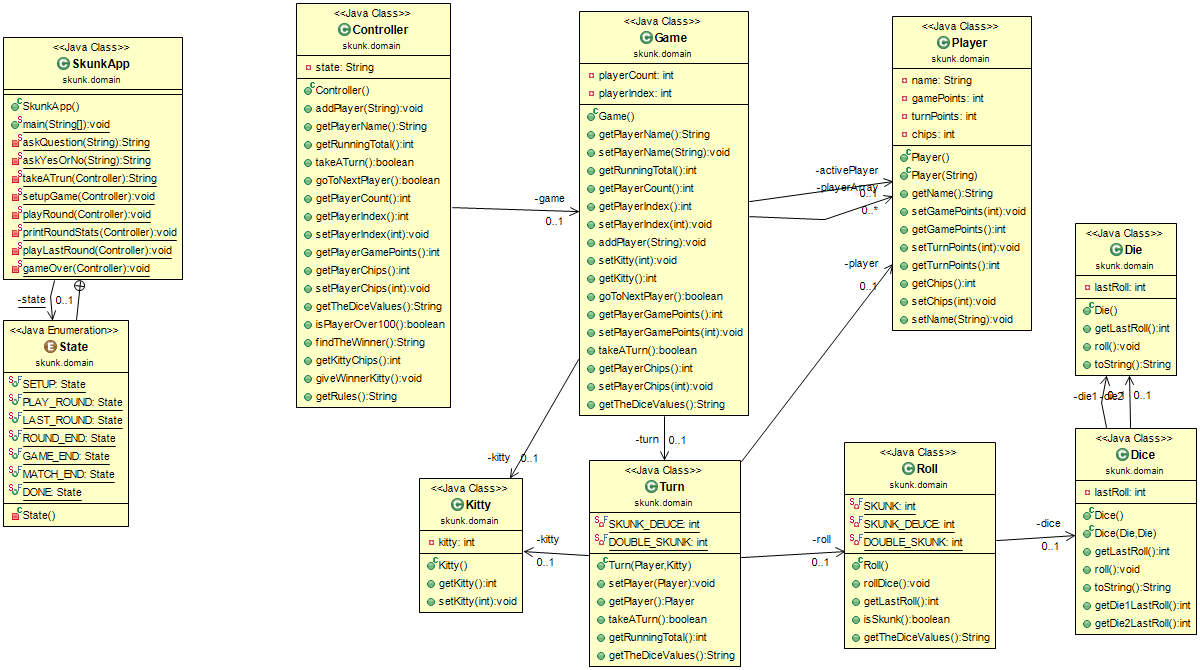 <<Java Class>>
SkunkApp
skunk.domain
SkunkApp()
main(String[]):void
askQuestion(String):String
askYesOrNo(String):String
takeATrun(Controller):String
setupGame(Controller):void
playRound(Controller):void
printRoundStats(Controller):void
playLastRound(Controller):void
gameOver(Controller):void
-state
0..1
<<Java Enumeration>>
State
skunk.domain
SETUP: State
PLAY_ROUND: State
LAST_ROUND: State
ROUND_END: State
GAME_END: State
MATCH_END: State
DONE: State
State()
<<Java Class>>
Controller
skunk.domain
state: String
Controller()
addPlayer(String):void
getPlayerName():String
getRunningTotal():int
takeATurn():boolean
goToNextPlayer():boolean
getPlayerCount():int
getPlayerIndex():int
setPlayerIndex(int):void
getPlayerGamePoints():int
getPlayerChips():int
setPlayerChips(int):void
getTheDiceValues():String
isPlayerOver100():boolean
findTheWinner():String
getKittyChips():int
giveWinnerKitty():void
getRules():String
-game
0..1
<<Java Class>>
Game
skunk.domain
playerCount: int
playerIndex: int
Game()
getPlayerName():String
setPlayerName(String):void
getRunningTotal():int
getPlayerCount():int
getPlayerIndex():int
setPlayerIndex(int):void
addPlayer(String):void
setKitty(int):void
getKitty():int
goToNextPlayer():boolean
getPlayerGamePoints():int
setPlayerGamePoints(int):void
takeATurn():boolean
getPlayerChips():int
setPlayerChips(int):void
getTheDiceValues():String
-activePlayer
-playerArray
0..1
0..*
-player
0..1
<<Java Class>>
Player
skunk.domain
name: String
gamePoints: int
turnPoints: int
chips: int
Player()
Player(String)
getName():String
setGamePoints(int):void
getGamePoints():int
setTurnPoints(int):void
getTurnPoints():int
getChips():int
setChips(int):void
setName(String):void
-kitty
0..1
-turn
0..1
<<Java Class>>
Kitty
skunk.domain
kitty: int
Kitty()
getKitty():int
setKitty(int):void
-kitty
0..1
<<Java Class>>
Turn
skunk.domain
SKUNK_DEUCE: int
DOUBLE_SKUNK: int
Turn(Player,Kitty)
setPlayer(Player):void
getPlayer():Player
takeATurn():boolean
getRunningTotal():int
getTheDiceValues():String
-roll
0..1
<<Java Class>>
Roll
skunk.domain
SKUNK: int
SKUNK_DEUCE: int
DOUBLE_SKUNK: int
Roll()
rollDice():void
getLastRoll():int
isSkunk():boolean
getTheDiceValues():String
-dice
0..1
<<Java Class>>
Die
skunk.domain
lastRoll: int
Die()
getLastRoll():int
roll():void
toString():String
-die1
-die2
0..1
<<Java Class>>
Dice
skunk.domain
lastRoll: int
Dice()
Dice(Die,Die)
getLastRoll():int
roll():void
toString():String
getDie1LastRoll():int
getDie2LastRoll():int